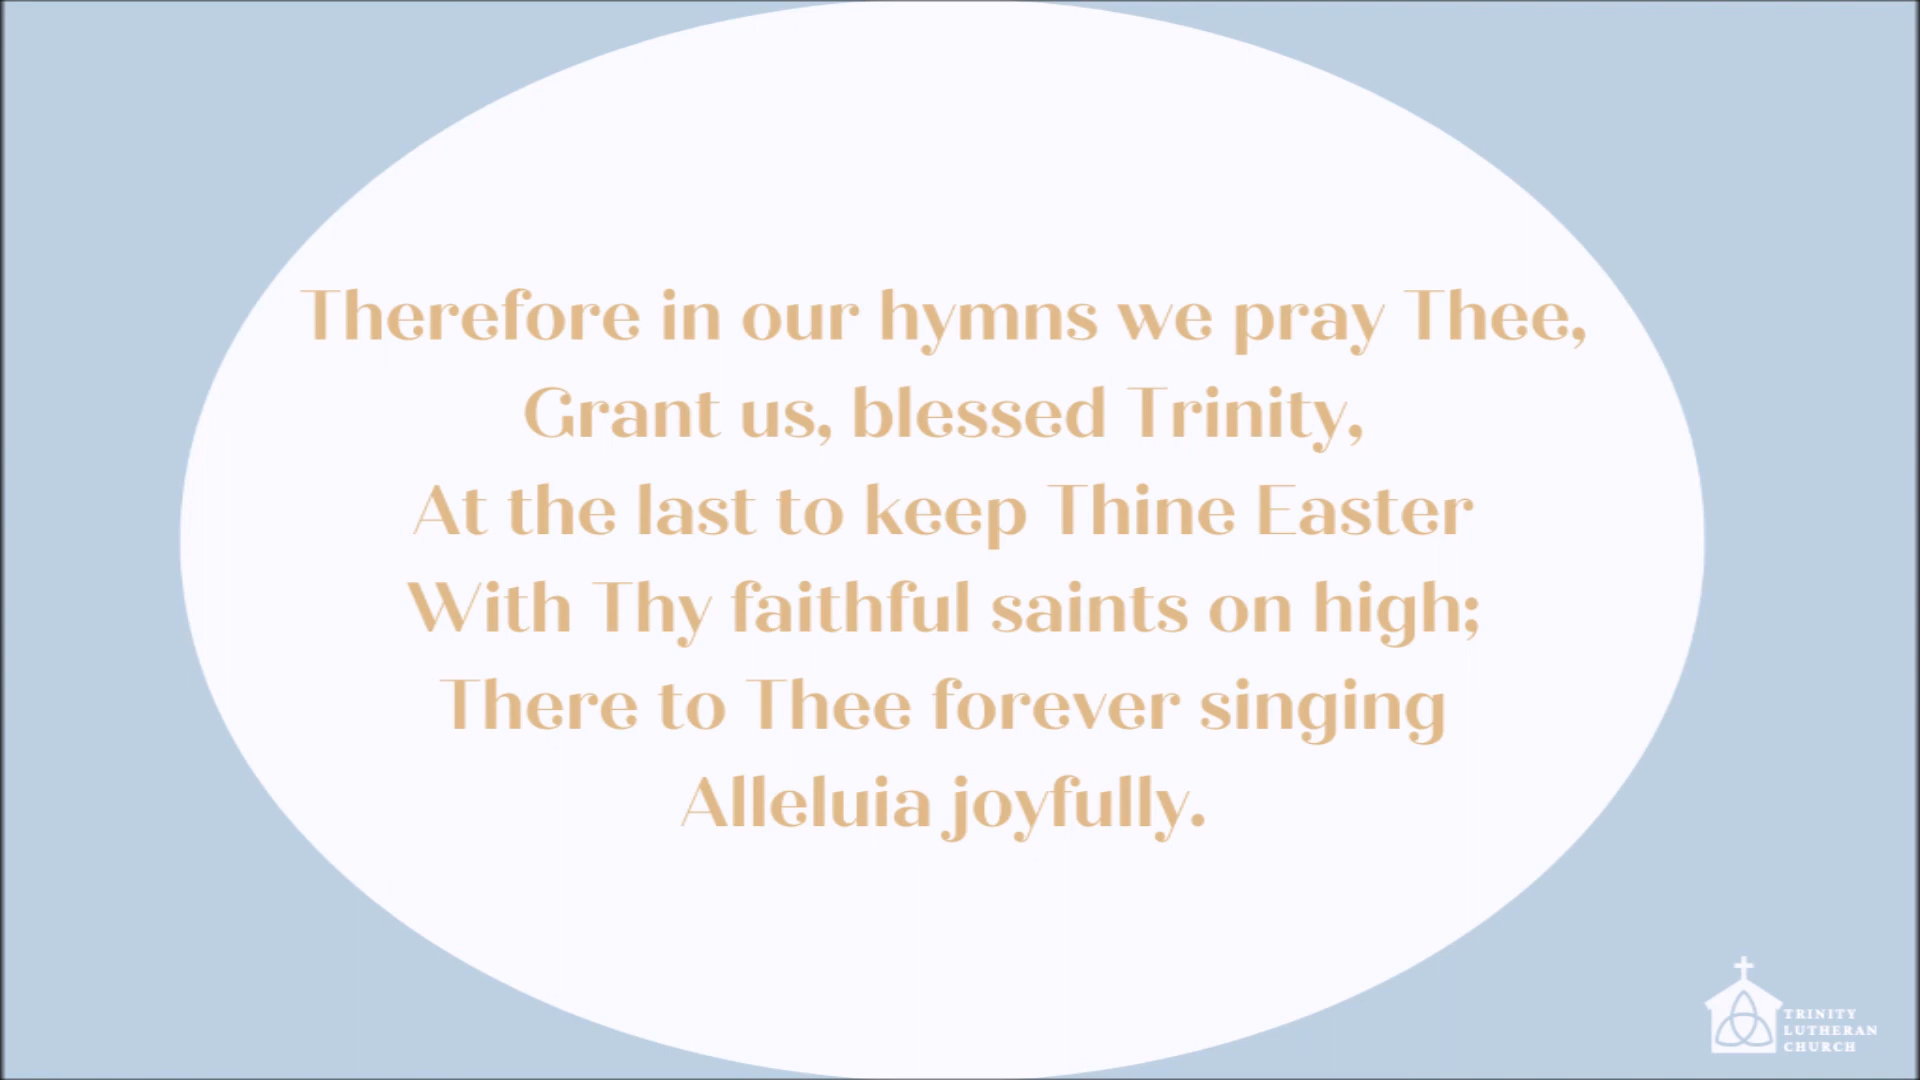 Therefore in our hymns we pray Thee,
Grant us, blessed Trinity,
At the last to keep Thine Easter
With Thy faithful saints on high;
There to Thee forever singing
Alleluia joyfully.
TRINITY
LUTHERAN
CHURCH